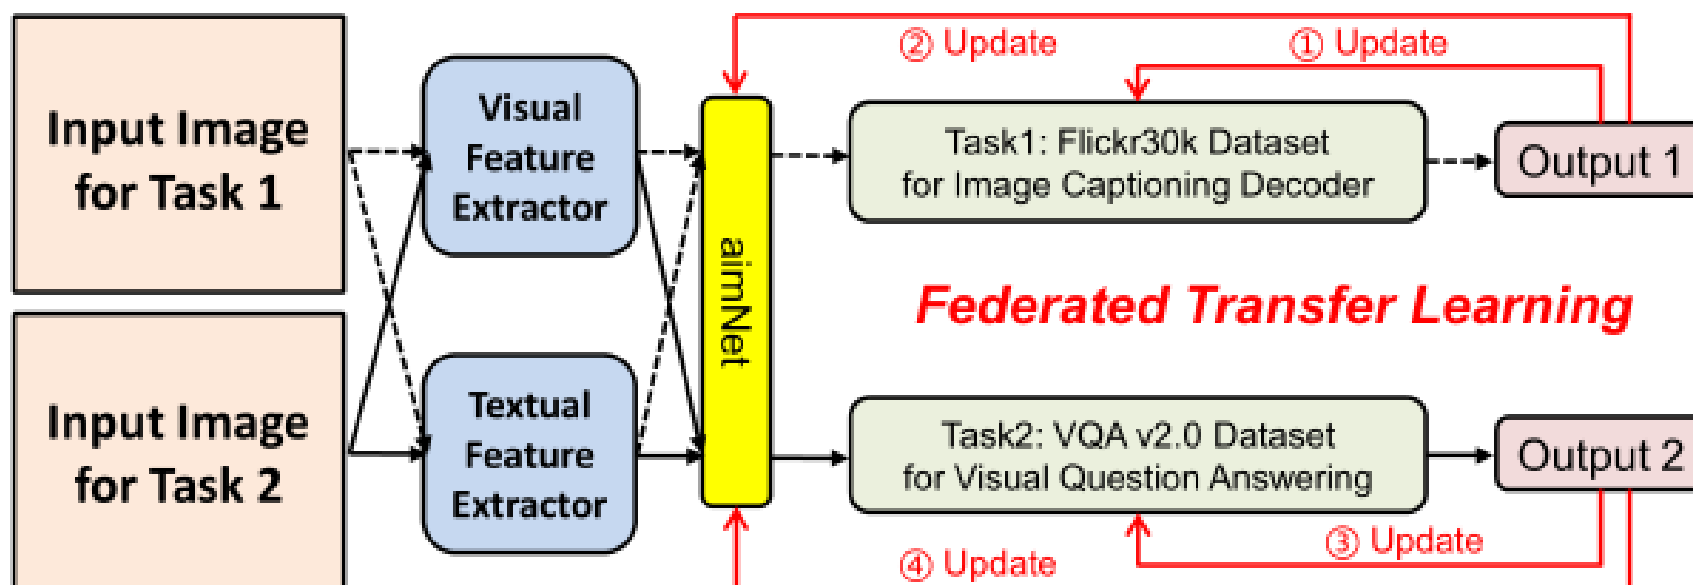 Input Image
for Task 1
Visual
Feature
Extractor
② Update
① Update
Task1: Flickr30k Dataset
for Image Captioning Decoder
Output 1
aimNet
Federated Transfer Learning
Input Image
for Task 2
Textual
Feature
Extractor
Task2: VQA v2.0 Dataset
for Visual Question Answering
Output 2
③ Update
④ Update